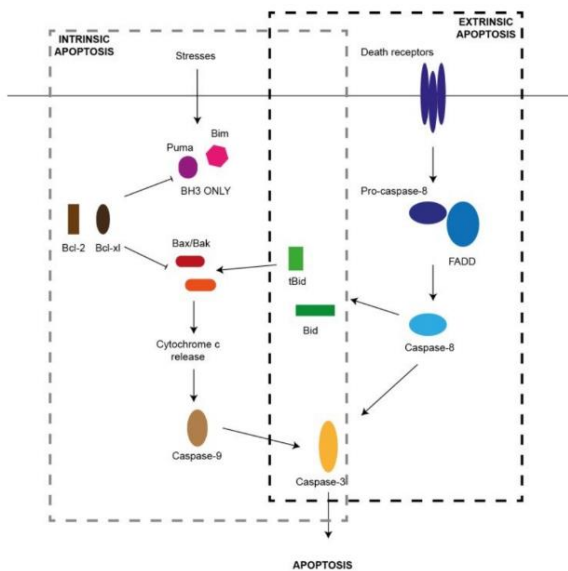 INTRINSIC
APOPTOSIS
EXTRINSIC
APOPTOSIS
Stresses
Death receptors
Bim
Puma
BH3 ONLY
Pro-caspase-8
FADD
Bcl-2
Bcl-xl
Bax/Bak
tBid
Bid
Caspase-8
Cytochrome c
release
Caspase-9
Caspase-3
APOPTOSIS